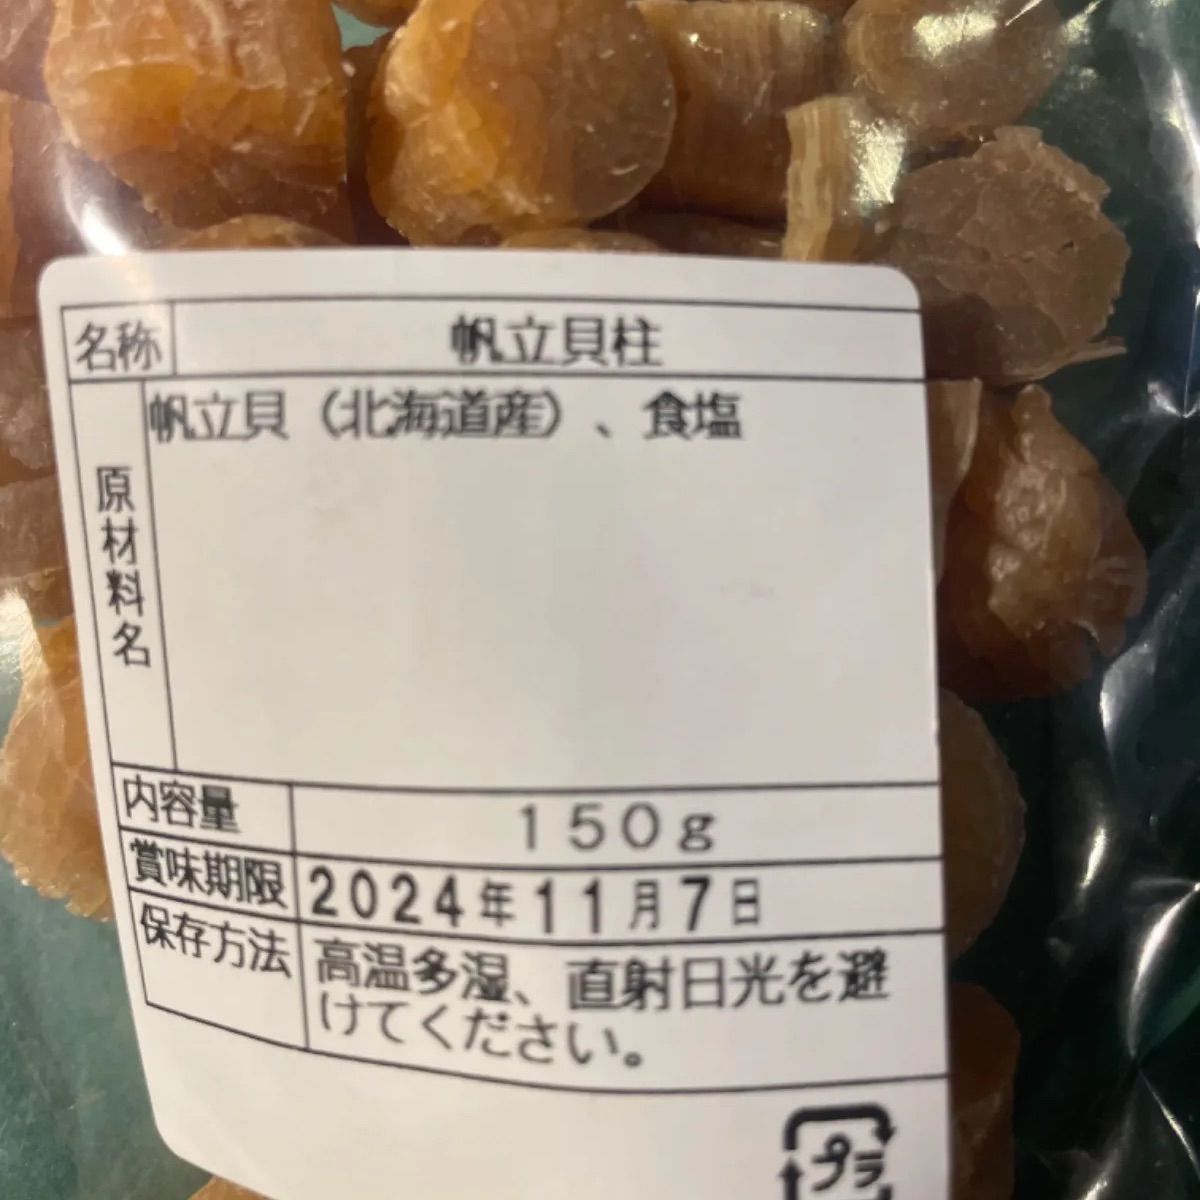 名称 帆立貝柱
原材料名 帆立貝（北海道産）、食塩
内容量 150g
賞味期限 2024年11月7日
保存方法 高温多湿、直射日光を避
けてください。
プラ